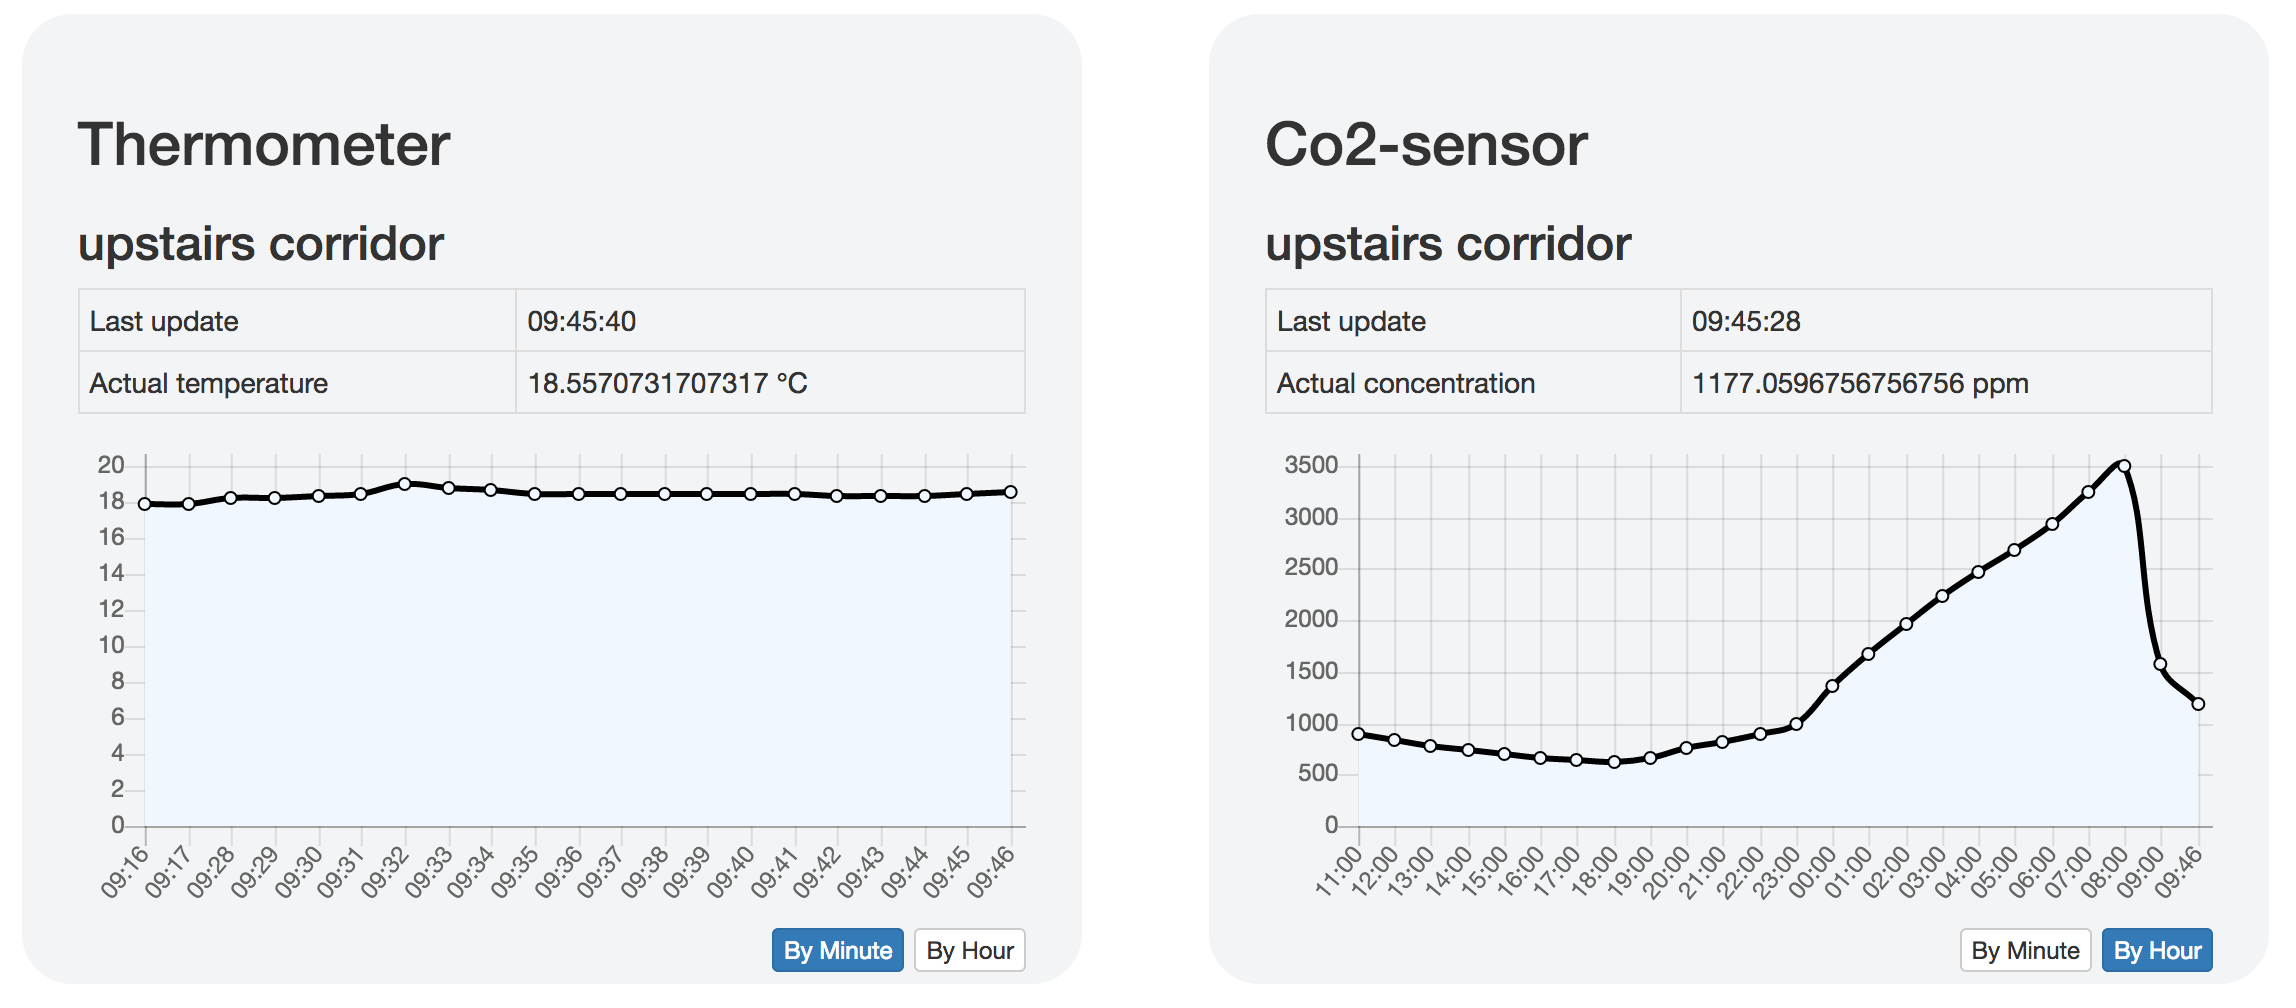 Thermometer
upstairs corridor
Last update 09:45:40
Actual temperature 18.5570731707317 °C
20
18
16
14
12
10
8
6
4
2
0
09:16 09:17 09:28 09:29 09:30 09:31 09:32 09:33 09:34 09:35 09:36 09:37 09:38 09:39 09:40 09:41 09:42 09:43 09:44 09:45 09:46
By Minute By Hour
Co2-sensor
upstairs corridor
Last update 09:45:28
Actual concentration 1177.0596756756756 ppm
3500
3000
2500
2000
1500
1000
500
0
11:00 12:00 13:00 14:00 15:00 16:00 17:00 18:00 19:00 20:00 21:00 22:00 23:00 00:00 01:00 02:00 03:00 04:00 05:00 06:00 07:00 08:00 09:00 09:46
By Minute By Hour